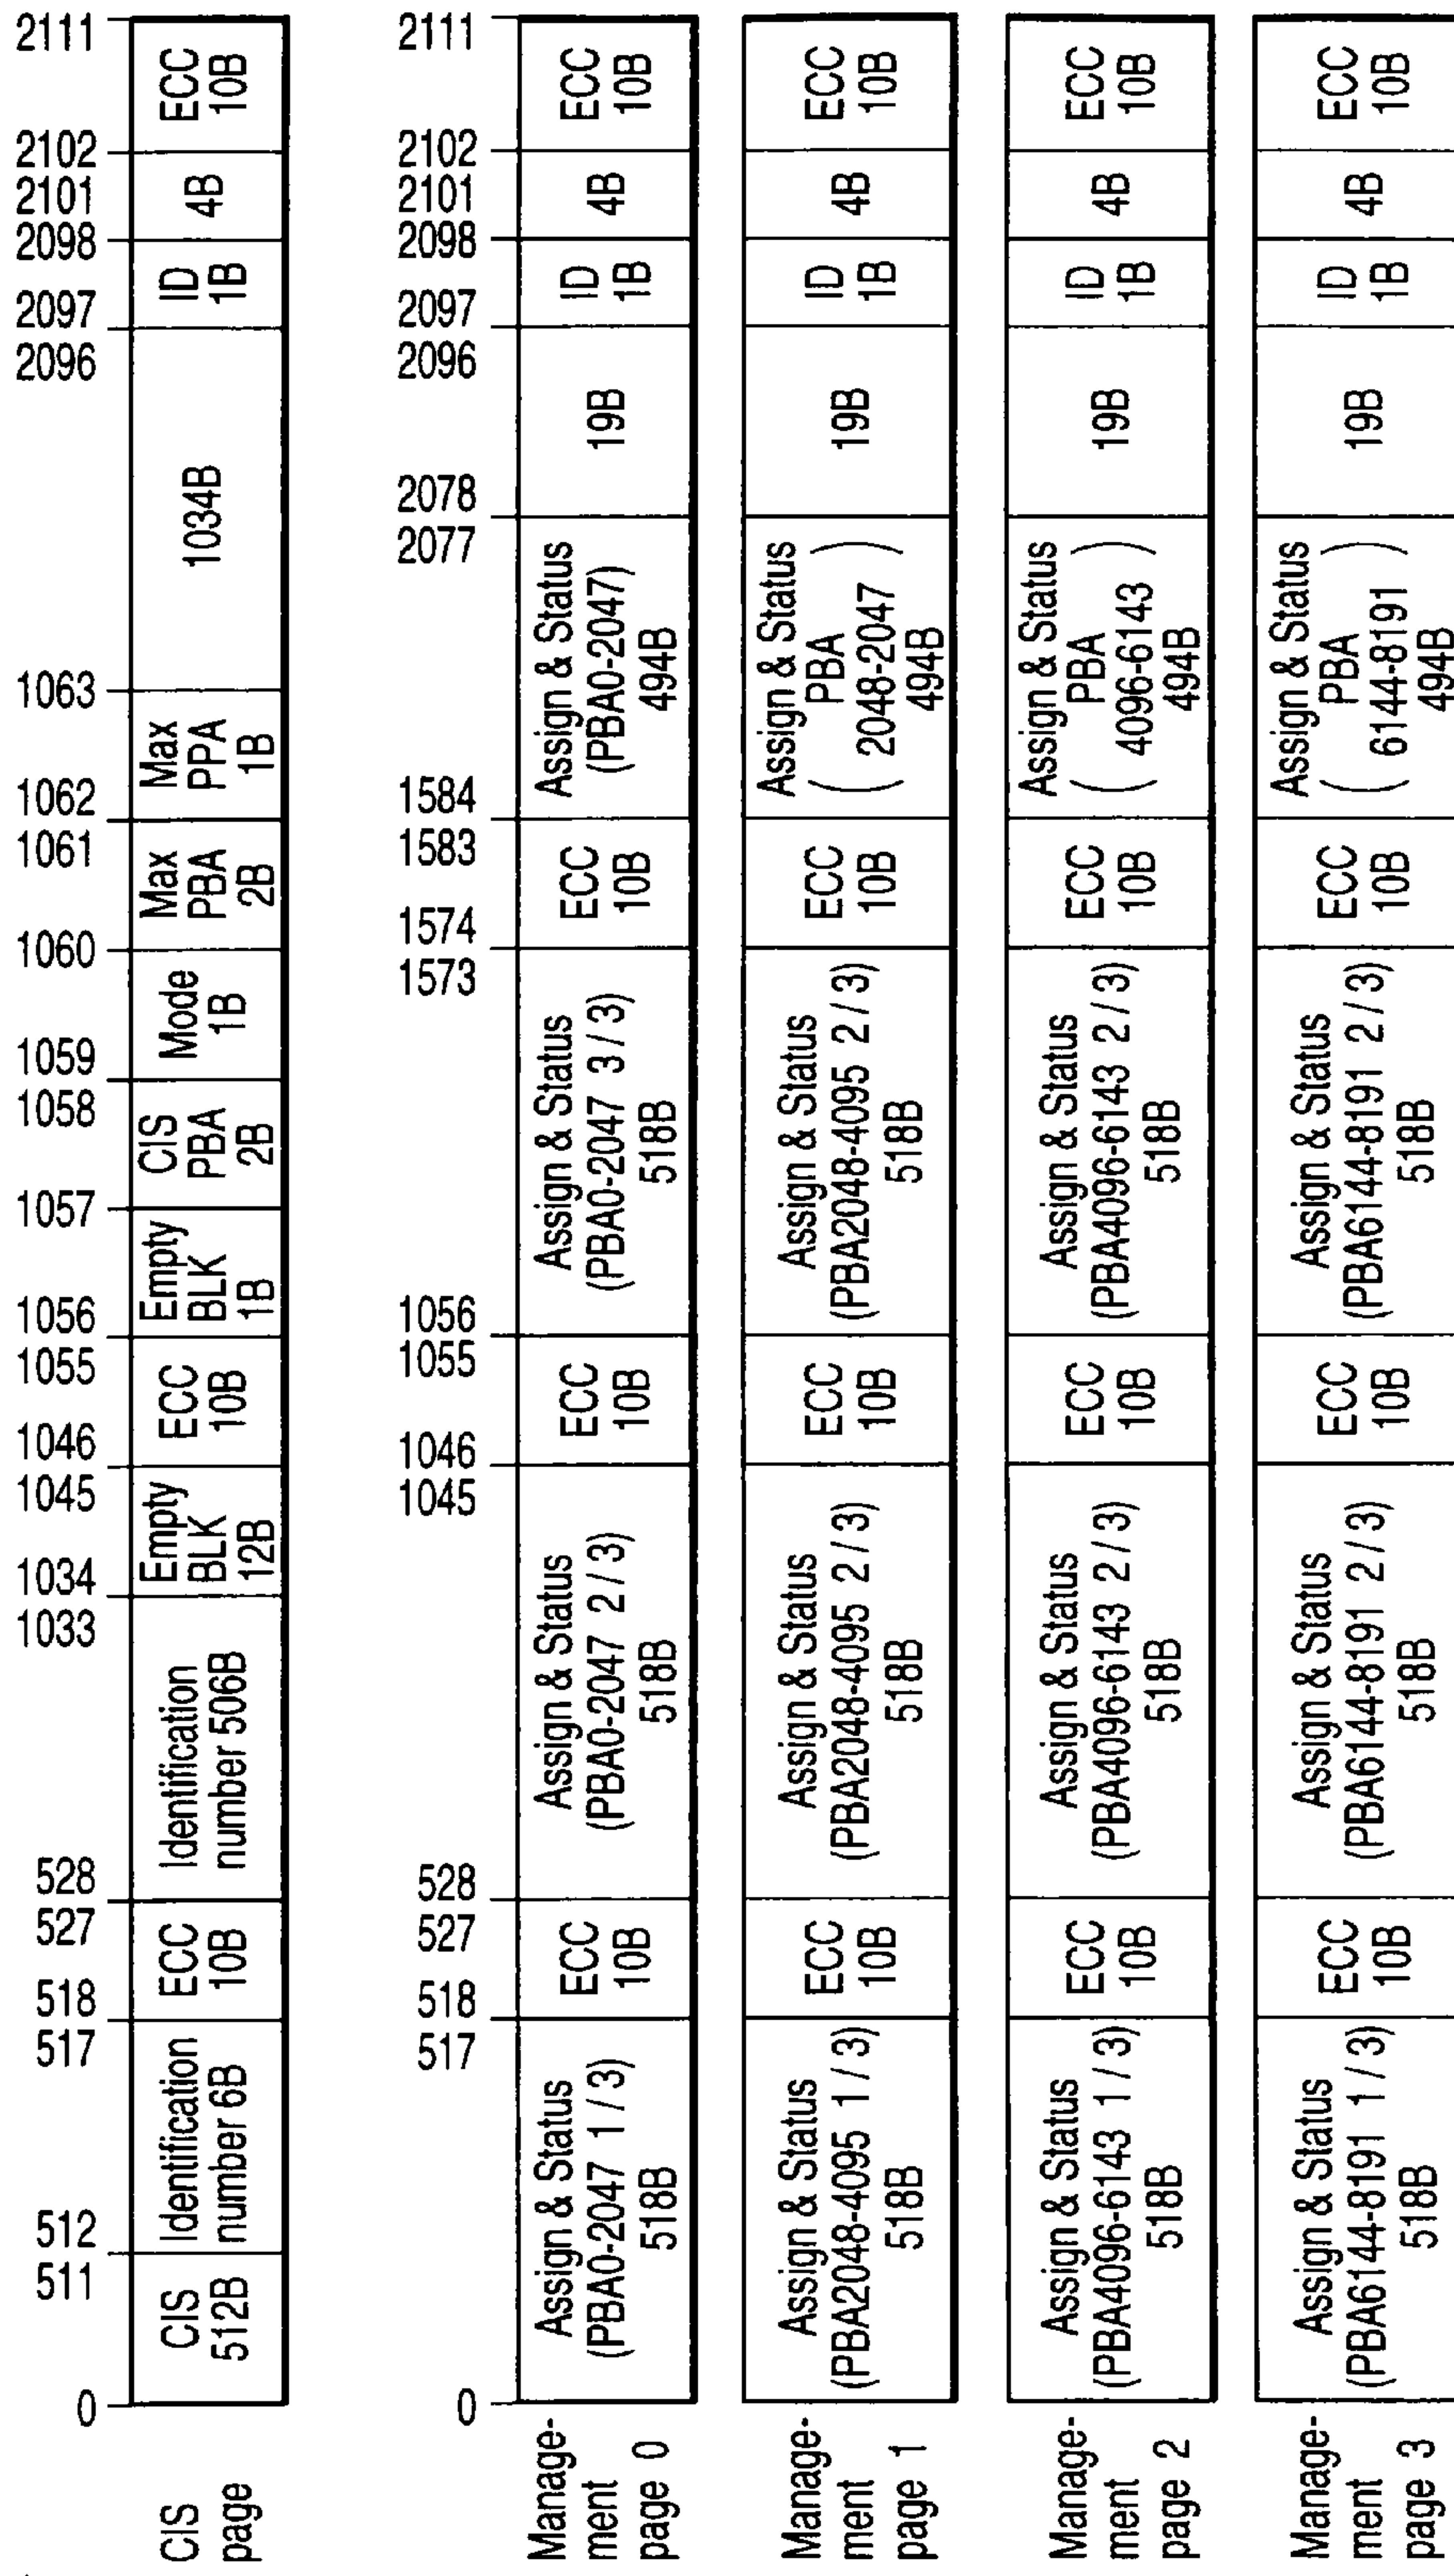 CIS
page
0
511
512
517
518
527
528
1033
1034
1045
1046
1055
1056
1057
1058
1059
1060
1061
1062
1063
2096
2097
2098
2101
2102
2111
CIS
512B
Identification
number 6B
ECC
10B
Identification
number 506B
Empty
BLK
12B
ECC
10B
Empty
BLK
1B
CIS
PBA
2B
Mode
1B
Max
PBA
2B
Max
PPA
1B
1034B
ID
1B
4B
ECC
10B
0
517
518
527
528
1045
1046
1055
1056
1573
1574
1583
1584
2077
2078
2096
2097
2098
2101
2102
2111
Manage-
ment
page 0
Assign & Status
(PBA0-2047 1/3)
518B
ECC
10B
Assign & Status
(PBA0-2047 2/3)
518B
ECC
10B
Assign & Status
(PBA0-2047 3/3)
518B
ECC
10B
Assign & Status
(PBA0-2047)
494B
19B
ID
1B
4B
ECC
10B
Manage-
ment
page 1
Assign & Status
(PBA2048-4095 1/3)
518B
ECC
10B
Assign & Status
(PBA2048-4095 2/3)
518B
ECC
10B
Assign & Status
(PBA2048-4095 2/3)
518B
ECC
10B
Assign & Status
( PBA
2048-2047 )
494B
19B
ID
1B
4B
ECC
10B
Manage-
ment
page 2
Assign & Status
(PBA4096-6143 1/3)
518B
ECC
10B
Assign & Status
(PBA4096-6143 2/3)
518B
ECC
10B
Assign & Status
(PBA4096-6143 2/3)
518B
ECC
10B
Assign & Status
( PBA
4096-6143 )
494B
19B
ID
1B
4B
ECC
10B
Manage-
ment
page 3
Assign & Status
(PBA6144-8191 1/3)
518B
ECC
10B
Assign & Status
(PBA6144-8191 2/3)
518B
ECC
10B
Assign & Status
(PBA6144-8191 2/3)
518B
ECC
10B
Assign & Status
( PBA
6144-8191 )
494B
19B
ID
1B
4B
ECC
10B